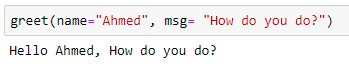 greet(name="Ahmed", msg= "How do you do?")
Hello Ahmed, How do you do?